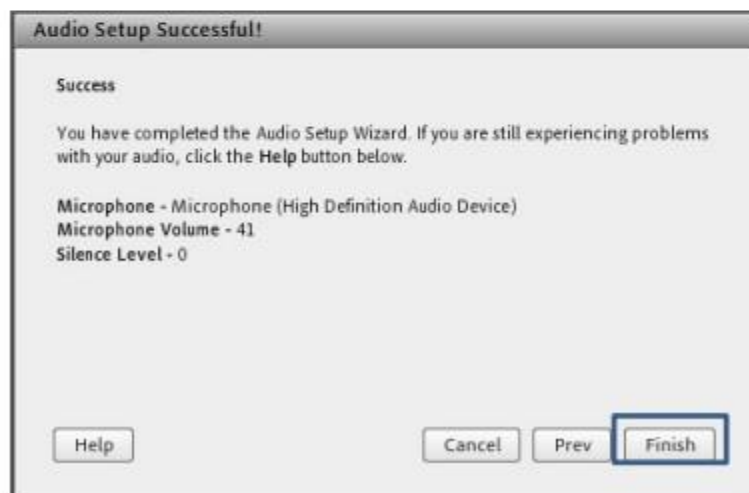 Audio Setup Successful!
Success
You have completed the Audio Setup Wizard. If you are still experiencing problems
with your audio, click the Help button below.
Microphone - Microphone (High Definition Audio Device)
Microphone Volume - 41
Silence Level - 0
Help
Cancel
Prev
Finish